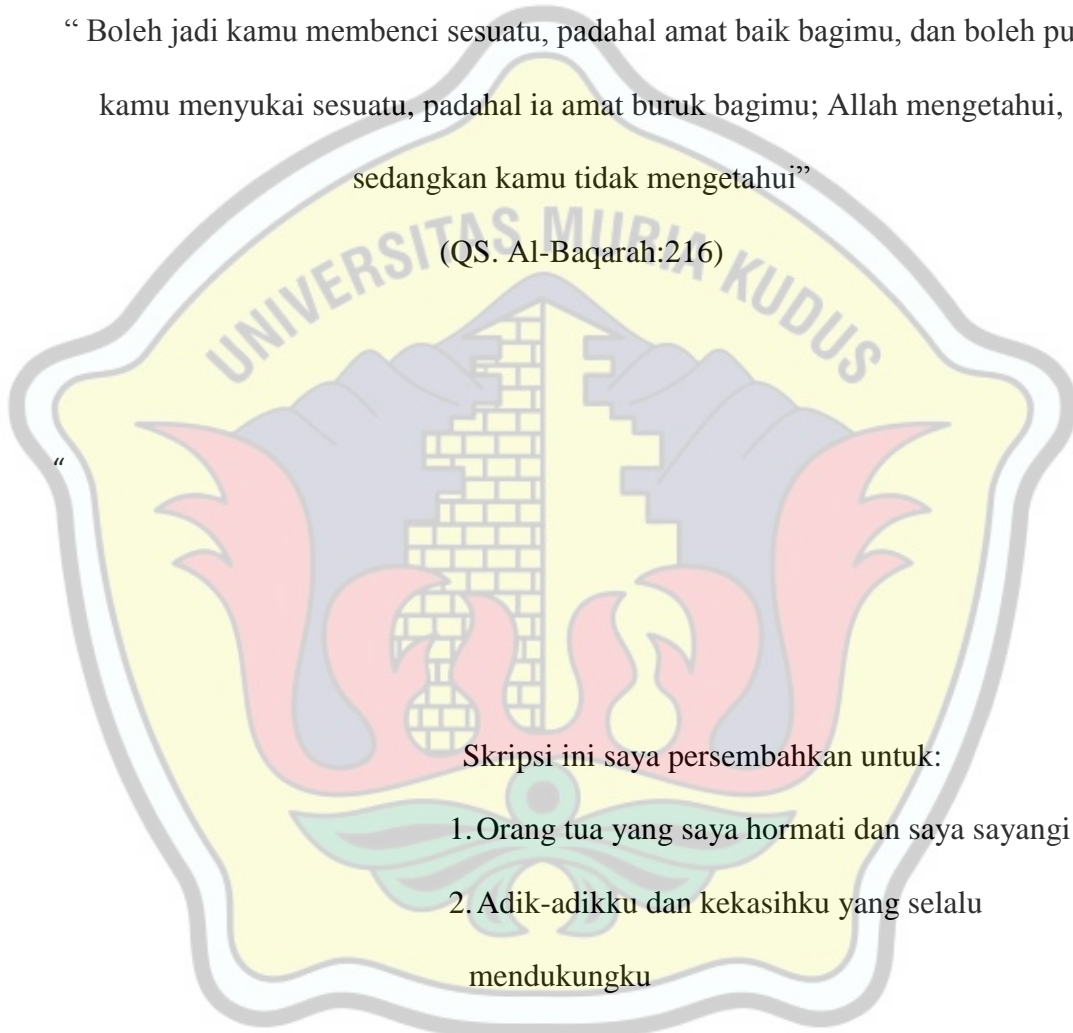 “ Boleh jadi kamu membenci sesuatu, padahal amat baik bagimu, dan boleh pu
kamu menyukai sesuatu, padahal ia amat buruk bagimu; Allah mengetahui,
sedangkan kamu tidak mengetahui”
(QS. Al-Baqarah:216)
UNIVERSITAS MURIA KUDUS
“
Skripsi ini saya persembahkan untuk:
1. Orang tua yang saya hormati dan saya sayangi
2. Adik-adikku dan kekasihku yang selalu
mendukungku